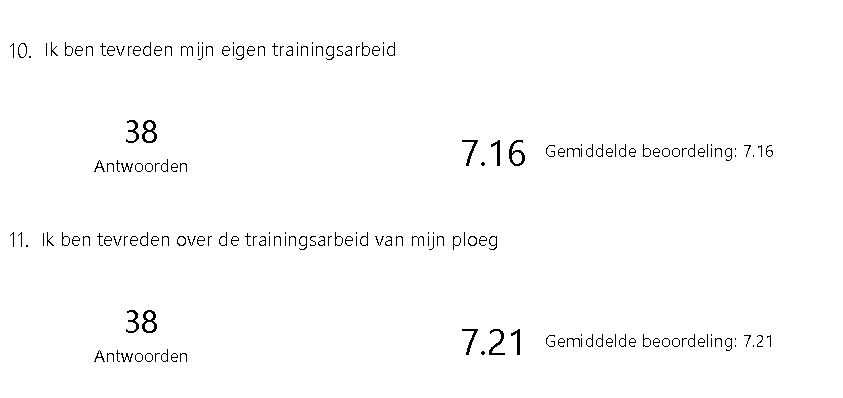 10. Ik ben tevreden mijn eigen trainingsarbeid
38
Antwoorden
7.16 Gemiddelde beoordeling: 7.16
11. Ik ben tevreden over de trainingsarbeid van mijn ploeg
38
Antwoorden
7.21 Gemiddelde beoordeling: 7.21